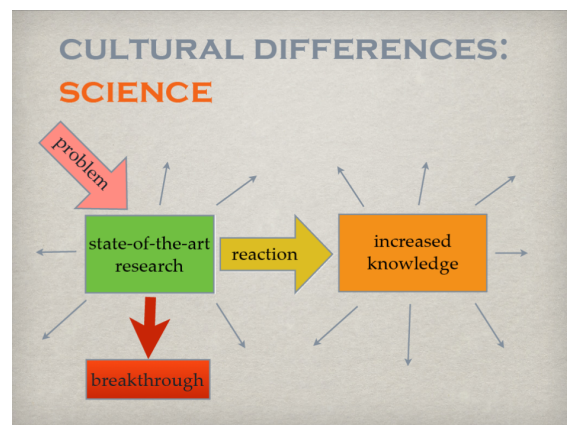 CULTURAL DIFFERENCES:
SCIENCE
problem
state-of-the-art
research
reaction
increased
knowledge
breakthrough